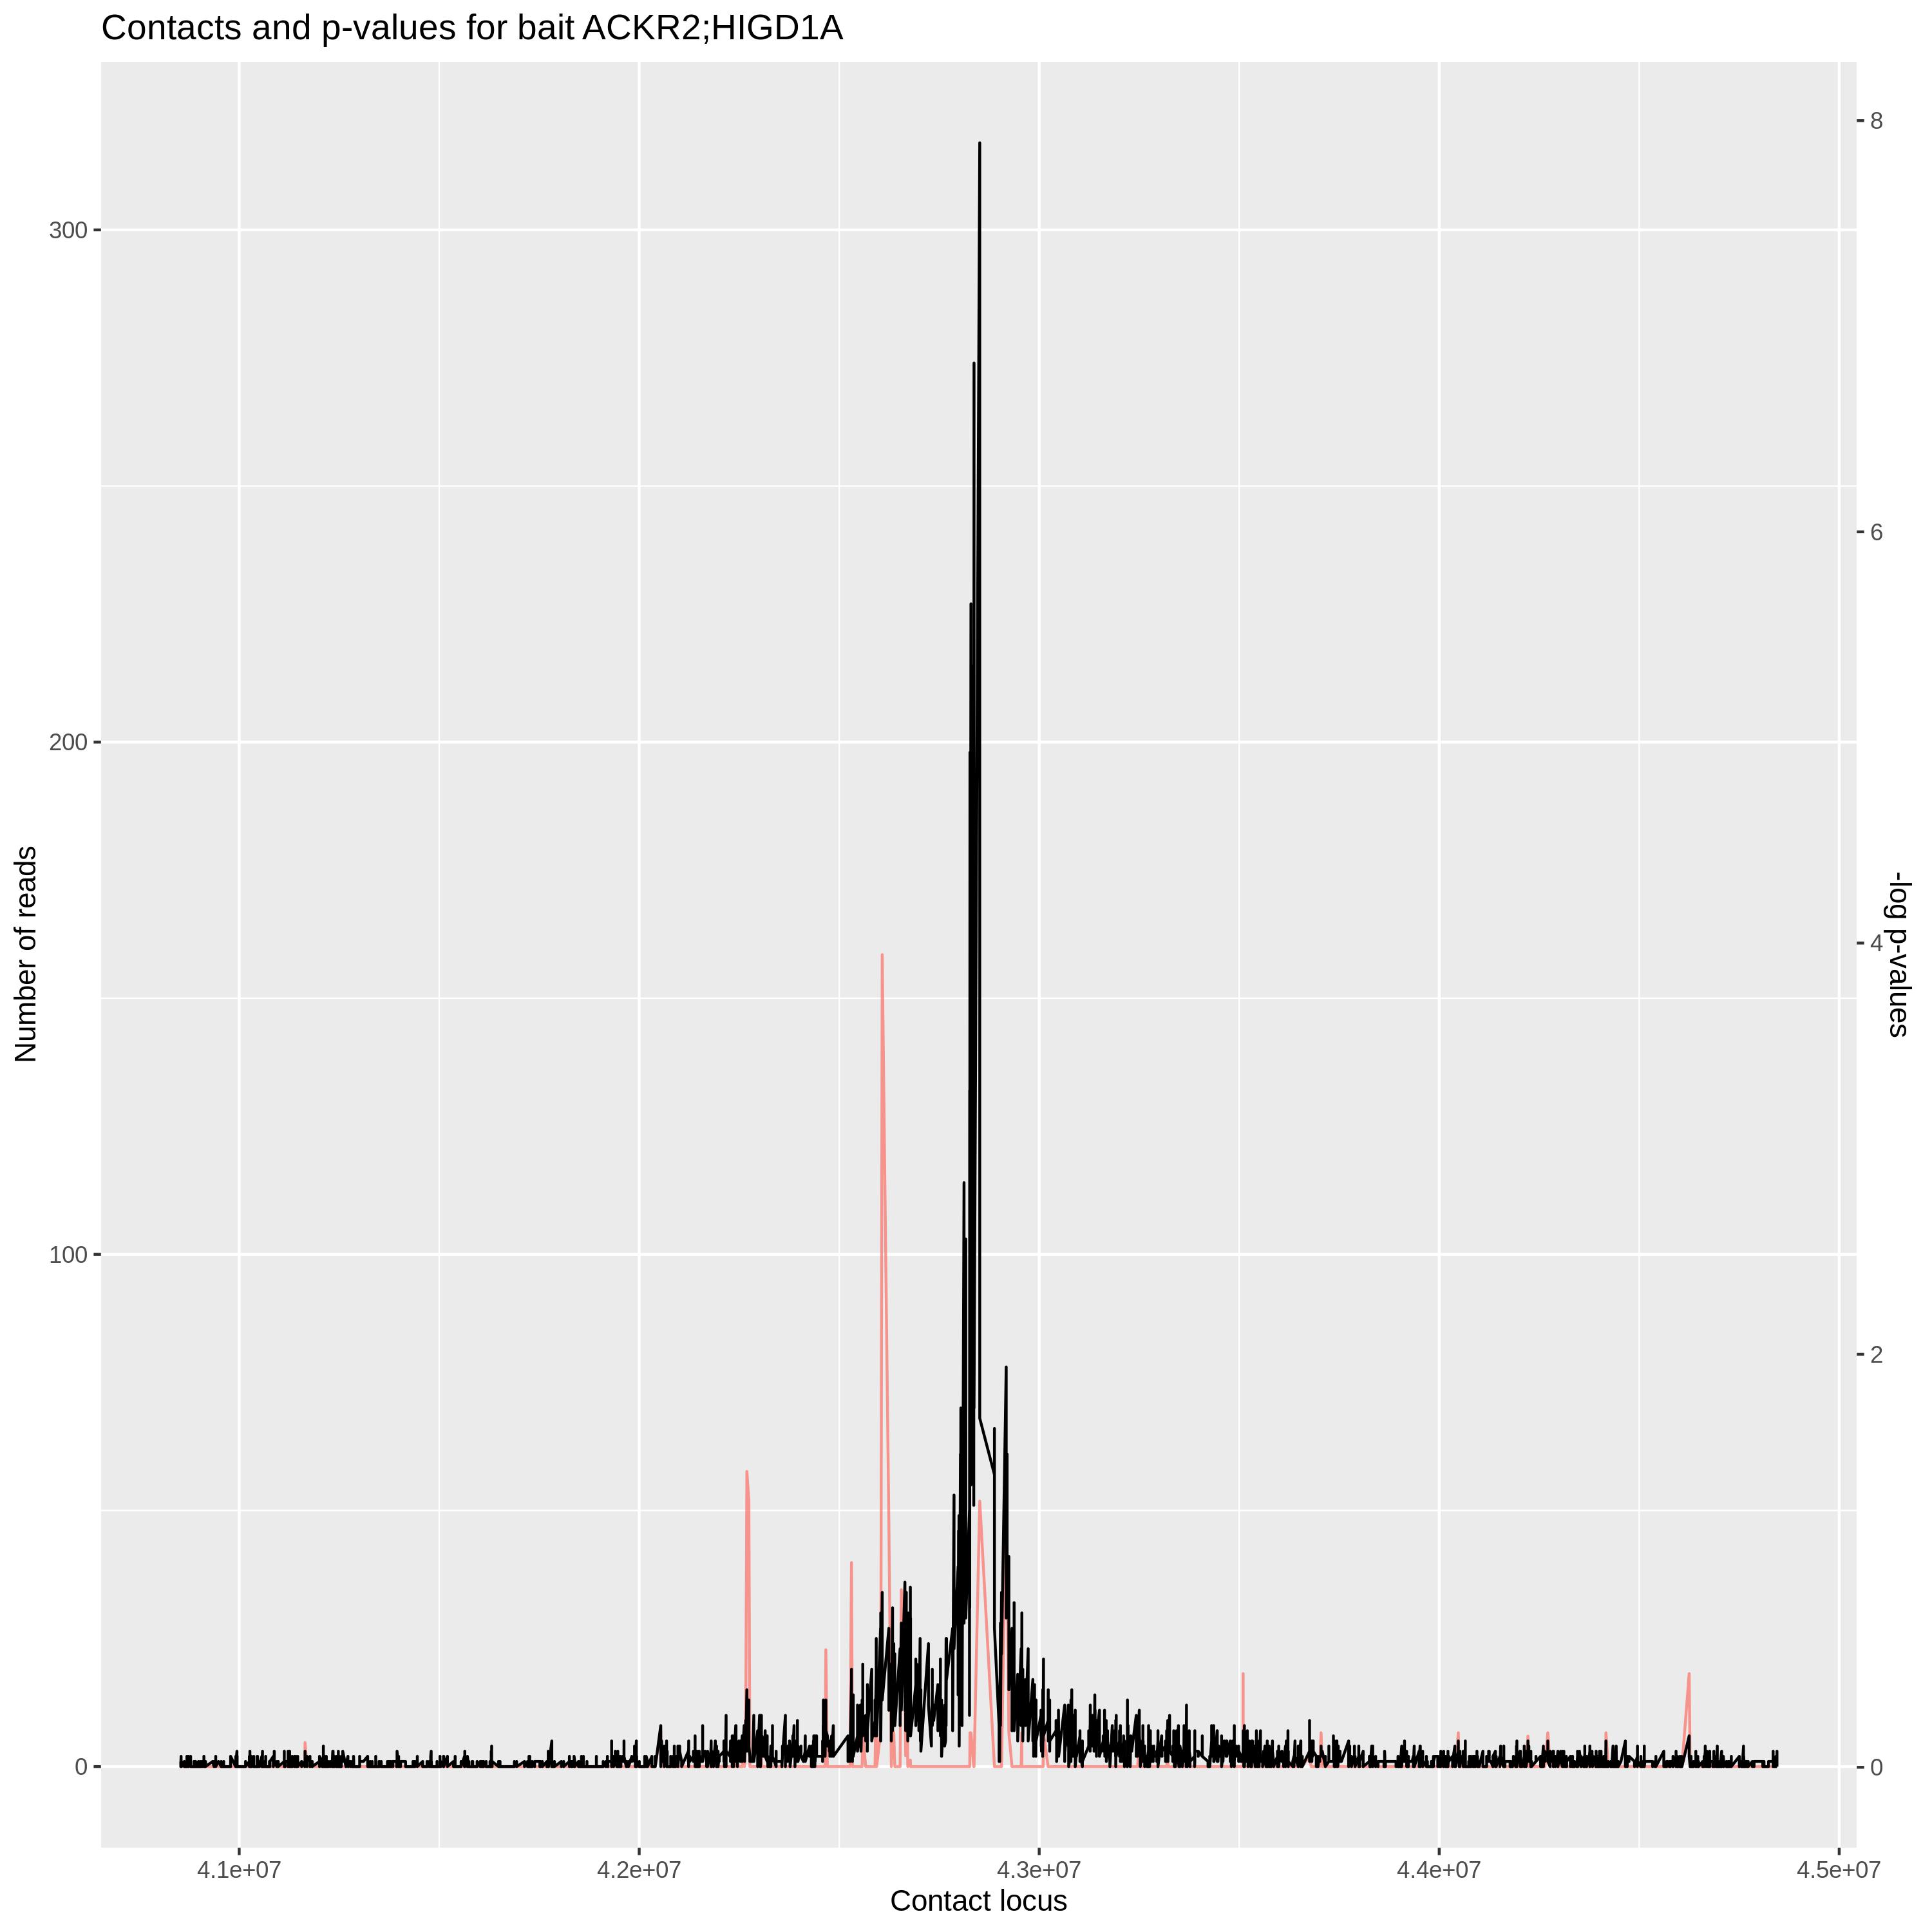 Contacts and p-values for bait ACKR2;HIGD1A
Number of reads
300
200
100
0
8
6
4
2
0
-log p-values
4.1e+07
4.2e+07
4.3e+07
4.4e+07
4.5e+07
Contact locus